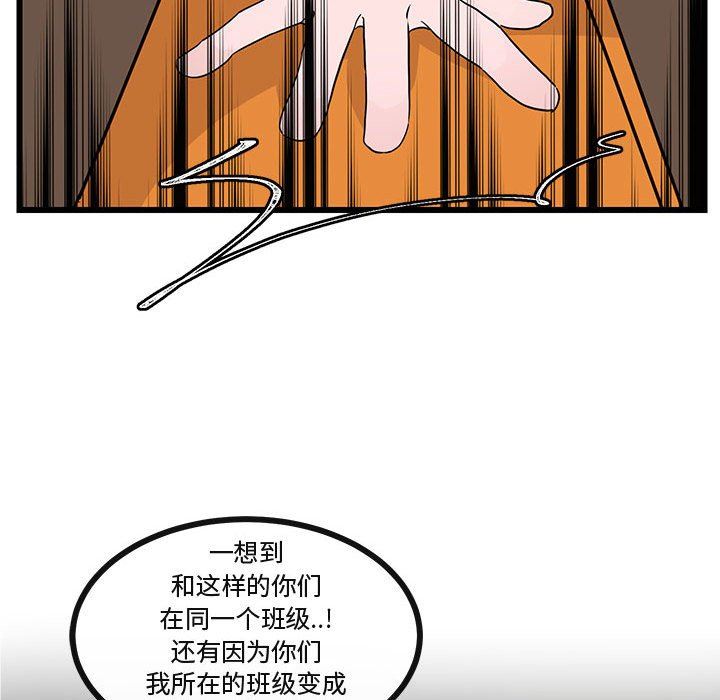 一想到
和这样的你们
在同一个班级..!
还有因为你们
我所在的班级变成